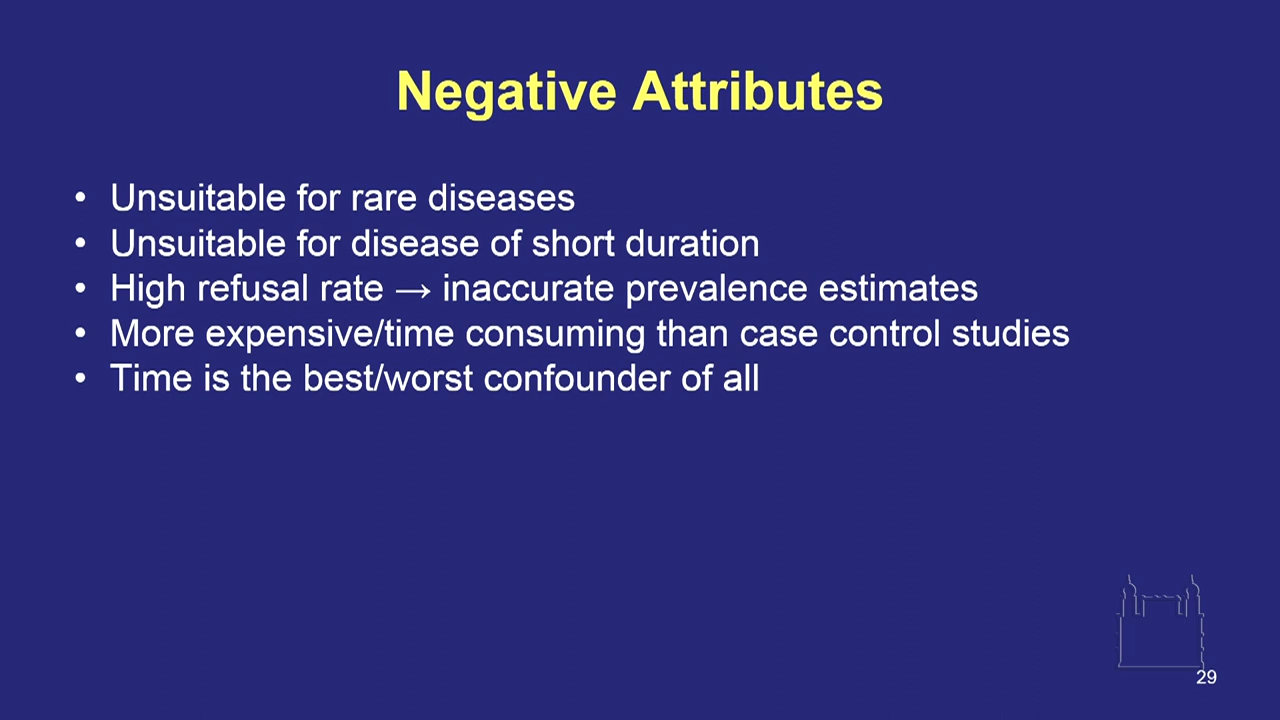 Negative Attributes
• Unsuitable for rare diseases
• Unsuitable for disease of short duration
• High refusal rate → inaccurate prevalence estimates
• More expensive/time consuming than case control studies
• Time is the best/worst confounder of all
29